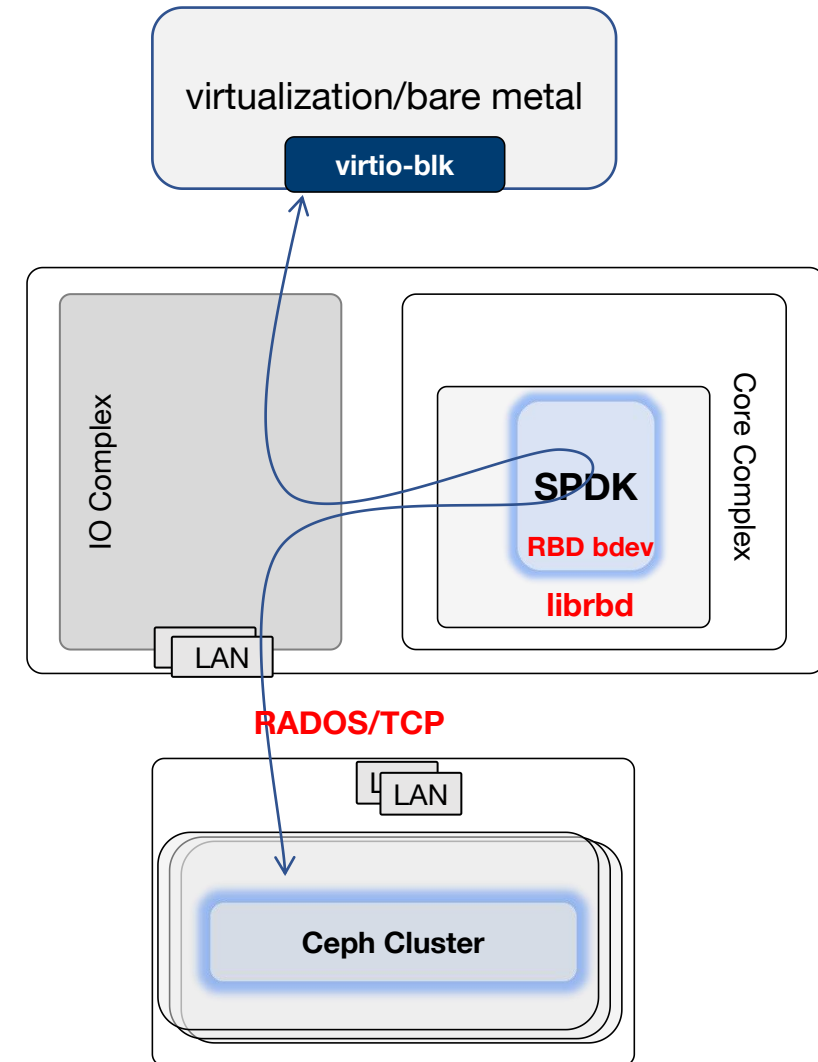 virtualization/bare metal
virtio-blk
IO Complex
Core Complex
SPDK
RBD bdev
librbd
LAN
RADOS/TCP
LAN
Ceph Cluster